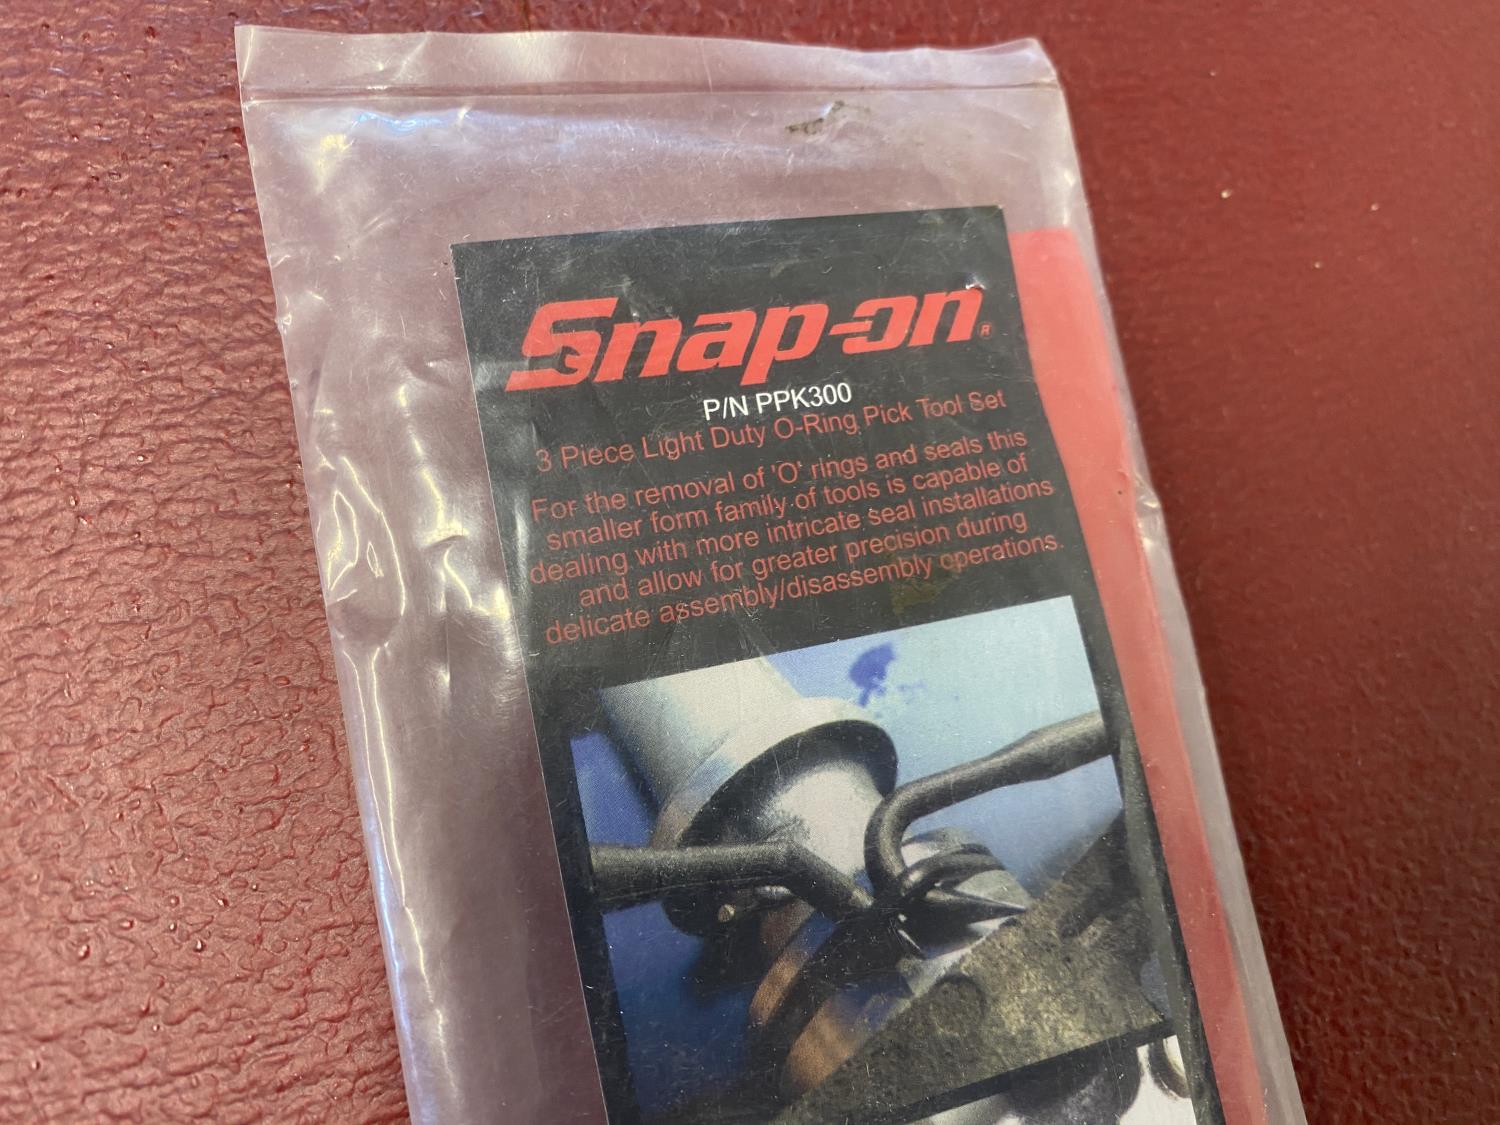 Snap-on®
P/N PPK300
3 Piece Light Duty O-Ring Pick Tool Set
For the removal of 'O' rings and seals this
smaller form family of tools is capable of
dealing with more intricate seal installations
and allow for greater precision during
delicate assembly/disassembly operations.